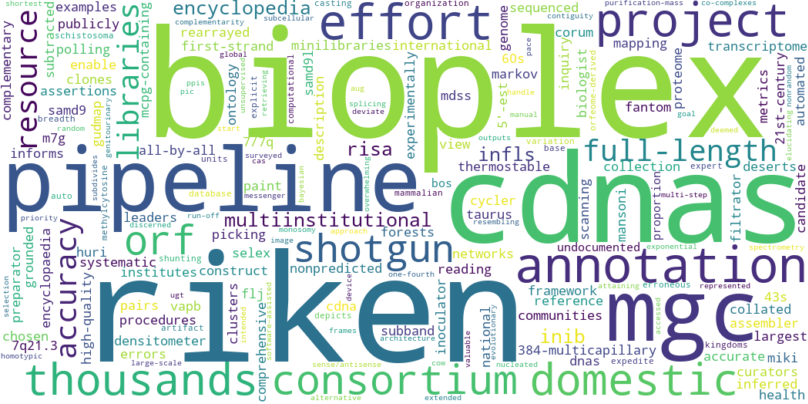 shortest examples encyclopedia complementarity subcellular casting organization genome sequenced purification-mass co-complexes contiguity
complementary publicly rearrayed effort corum project
resource subtracted polling first-strand minilibrariesinternational schistosoma mapping transcriptome
enable libraries mcpg-containing bioplex markov inquiry 5'-est biologist proteome orfeome-derived
clones assertions ontology samd9l global ppis pic unsupervised retrieving explicit computational description 60s mdss pace aug splicing deviate handle goal fantom metrics 21st-century elucidating nonrandom automated
samd9 gudmap genitourinary breadth random m7g start 777q experimentally view manual outputs variation deemed
informs all-by-all units surveyed cas risa infls full-length
pipeline database paint bayesian overwhelming mammalian thermostable base collection expert deserts
auto subdivides methylcytosine leaders run-off messenger bos cycler scanning mansoni proportion multi-step filtrator candidate
priority discerned monosomy approach multiinstitutional taurus cdnas exponential spectrometry
accuracy orf resembling picking forests undocumented erroneous
preparator grounded huri encyclopaedia shunting image shotgun networks attaining represented accessed
systematic institutes selex nonpredicted one-fourth reading framework annotation
high-quality construct riken reference kingdoms
selection chosen pairs vapb ugt flj cdna device inoculator communities mgc 43s
7q21.3 procedures intended clusters depicts subband national evolutionary inib collated assembler
homotypic errors artifact densitometer comprehensive software-assisted frames architecture valuable 384-multicapillary accurate largest miki
large-scale sense/antisense cow dnas expedite curators
thousands consortium domestic inferred
alternative extended nucleated health